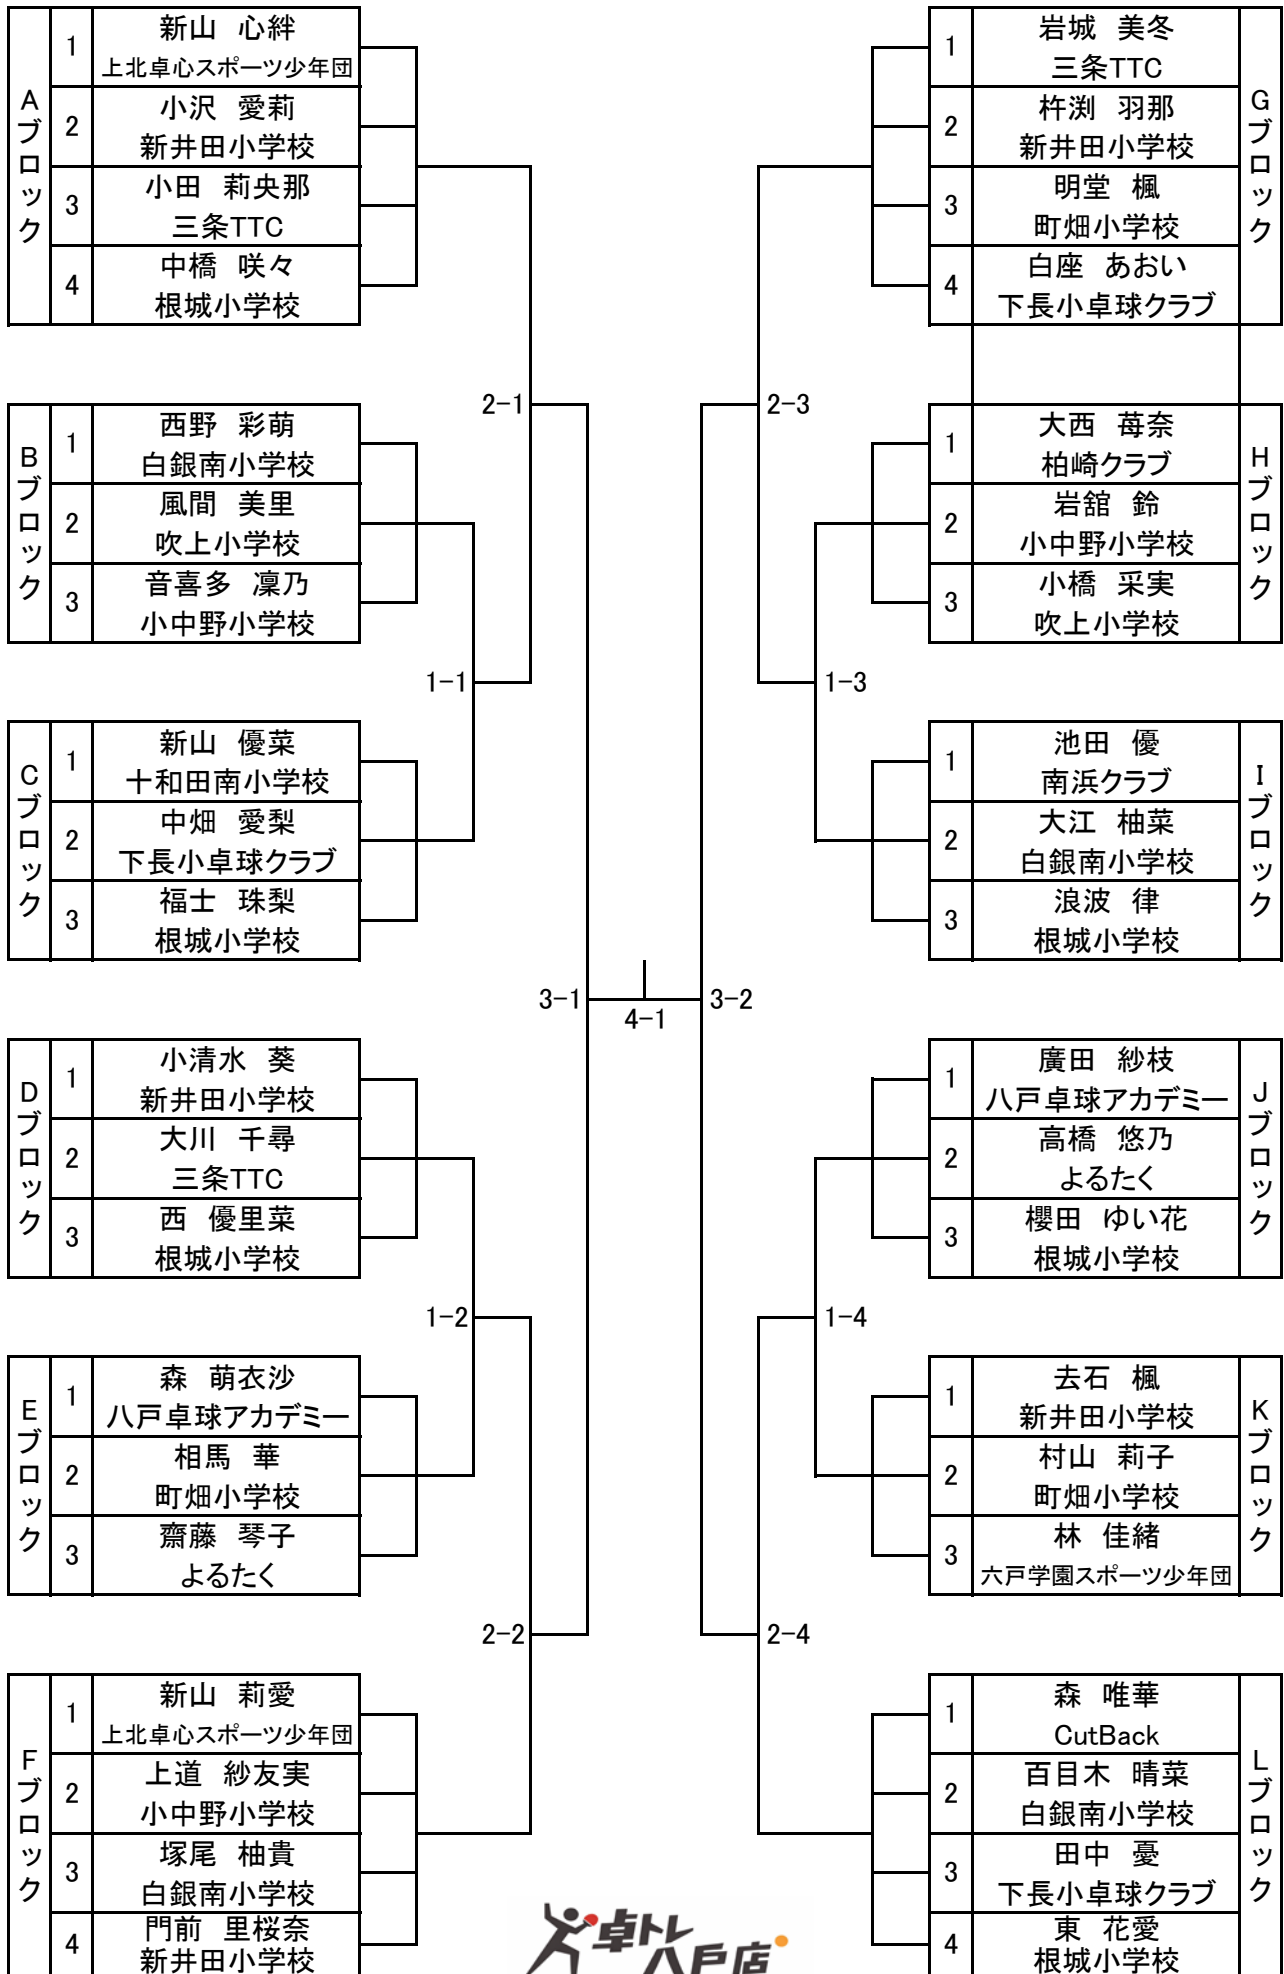 Aブロック
1
新山 心絆
上北卓心スポーツ少年団
2
小沢 愛莉
新井田小学校
3
小田 莉央那
三条TTC
4
中橋 咲々
根城小学校
Bブロック
1
西野 彩萌
白銀南小学校
2
風間 美里
吹上小学校
3
音喜多 凜乃
小中野小学校
Cブロック
1
新山 優菜
十和田南小学校
2
中畑 愛梨
下長小卓球クラブ
3
福士 珠梨
根城小学校
Dブロック
1
小清水 葵
新井田小学校
2
大川 千尋
三条TTC
3
西 優里菜
根城小学校
Eブロック
1
森 萌衣沙
八戸卓球アカデミー
2
相馬 華
町畑小学校
3
齋藤 琴子
よるたく
Fブロック
1
新山 莉愛
上北卓心スポーツ少年団
2
上道 紗友実
小中野小学校
3
塚尾 柚貴
白銀南小学校
4
門前 里桜奈
新井田小学校
2-1
1-1
3-1
1-2
2-2
4-1
2-3
1-3
3-2
1-4
2-4
Gブロック
1
岩城 美冬
三条TTC
2
杵渕 羽那
新井田小学校
3
明堂 楓
町畑小学校
4
白座 あおい
下長小卓球クラブ
Hブロック
1
大西 苺奈
柏崎クラブ
2
岩舘 鈴
小中野小学校
3
小橋 采実
吹上小学校
Iブロック
1
池田 優
南浜クラブ
2
大江 柚菜
白銀南小学校
3
浪波 律
根城小学校
Jブロック
1
廣田 紗枝
八戸卓球アカデミー
2
高橋 悠乃
よるたく
3
櫻田 ゆい花
根城小学校
Kブロック
1
去石 楓
新井田小学校
2
村山 莉子
町畑小学校
3
林 佳緒
六戸学園スポーツ少年団
Lブロック
1
森 唯華
CutBack
2
百目木 晴菜
白銀南小学校
3
田中 憂
下長小卓球クラブ
4
東 花愛
根城小学校
卓トレ
八戸店